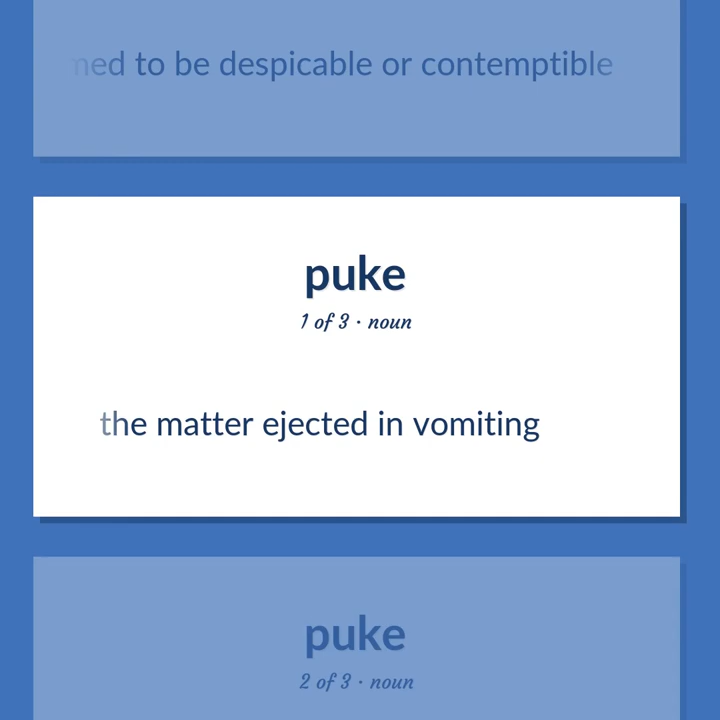 to be despicable or contemptible
puke
1 of 3 · noun
the matter ejected in vomiting
puke
2 of 3 · noun